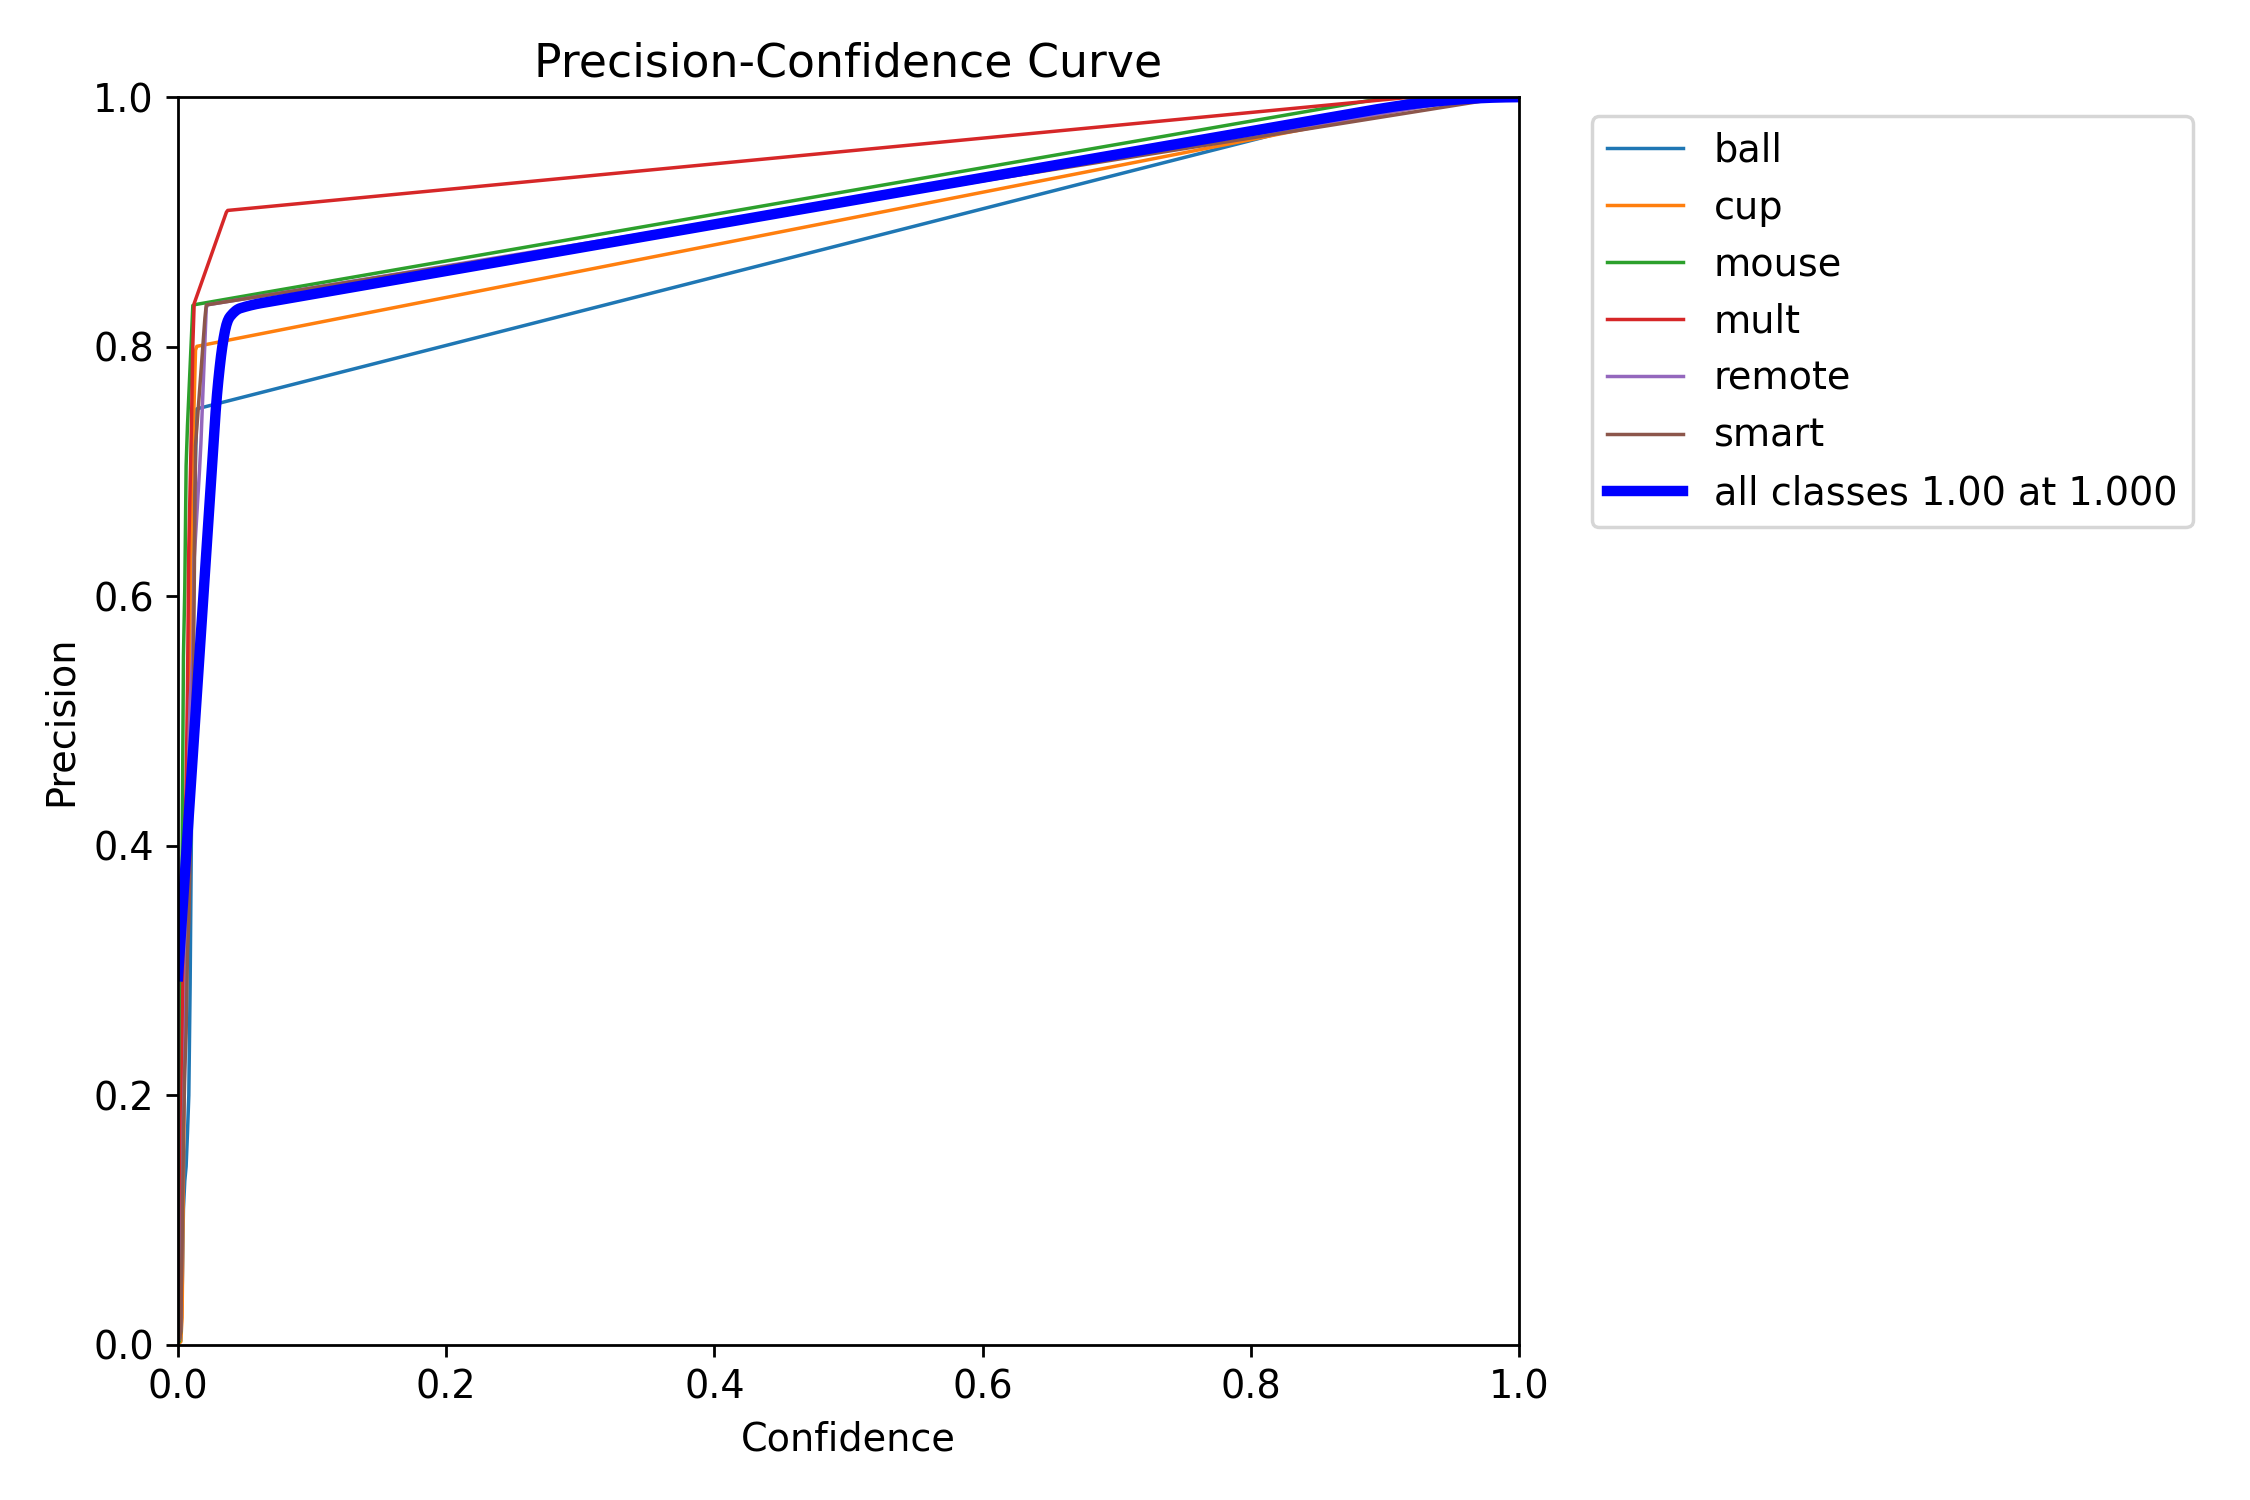 Precision-Confidence Curve
1.0
0.8
0.6
0.4
0.2
0.0
Precision
0.0 0.2 0.4 0.6 0.8 1.0
Confidence
ball
cup
mouse
mult
remote
smart
all classes 1.00 at 1.000